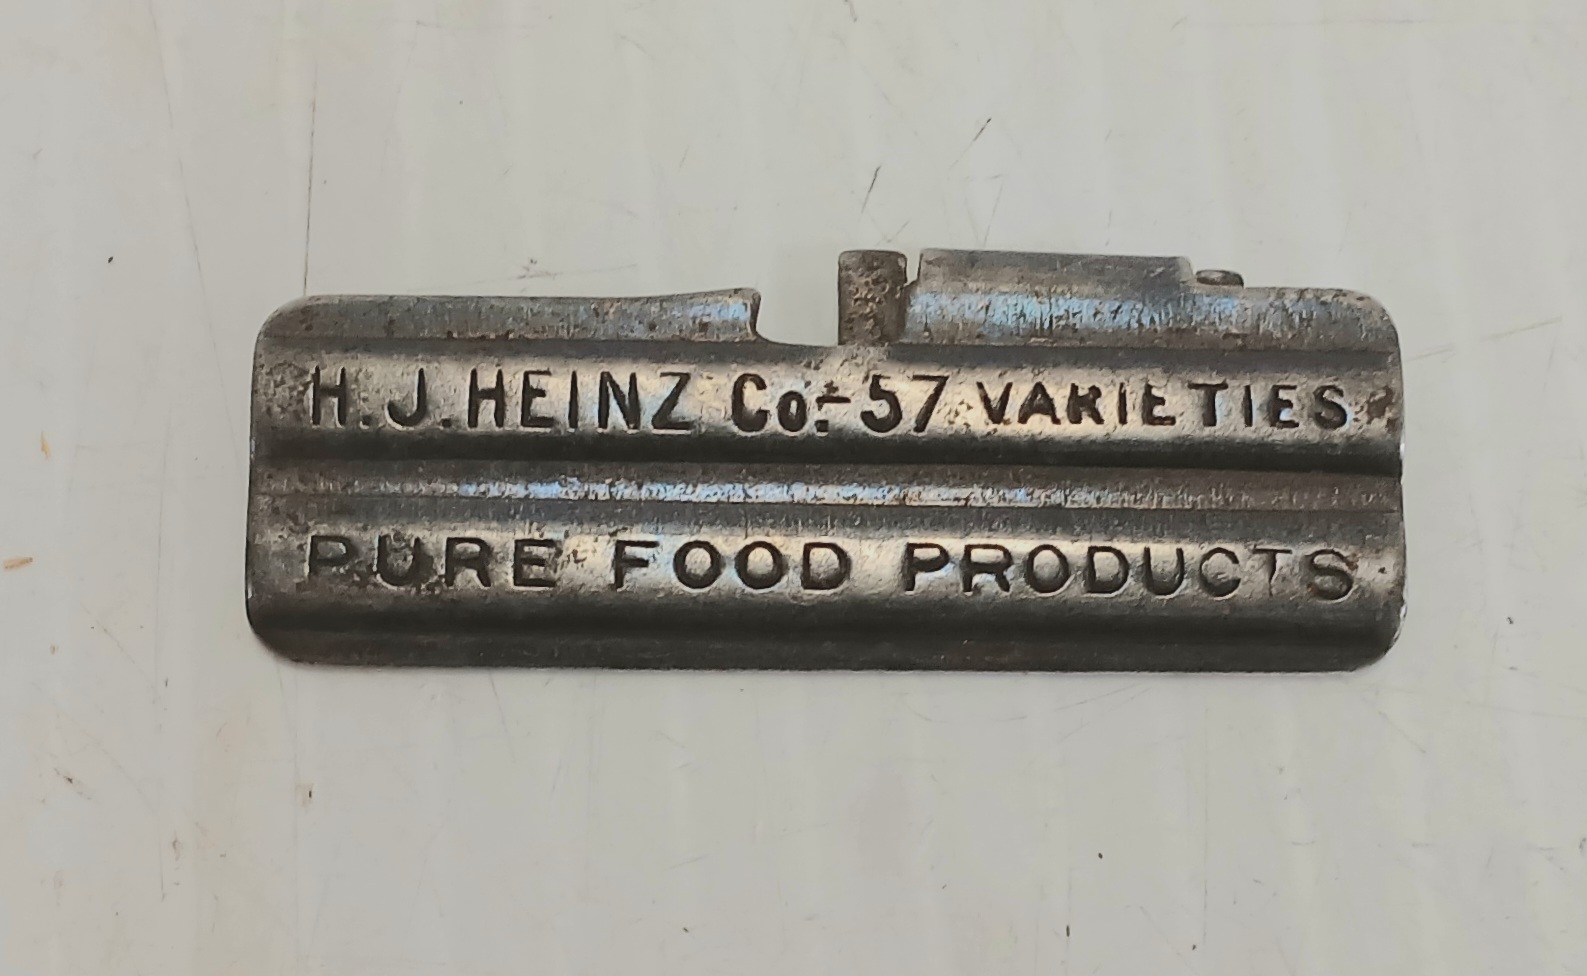 H.J. HEINZ Co:- 57 VARIETIES
PURE FOOD PRODUCTS